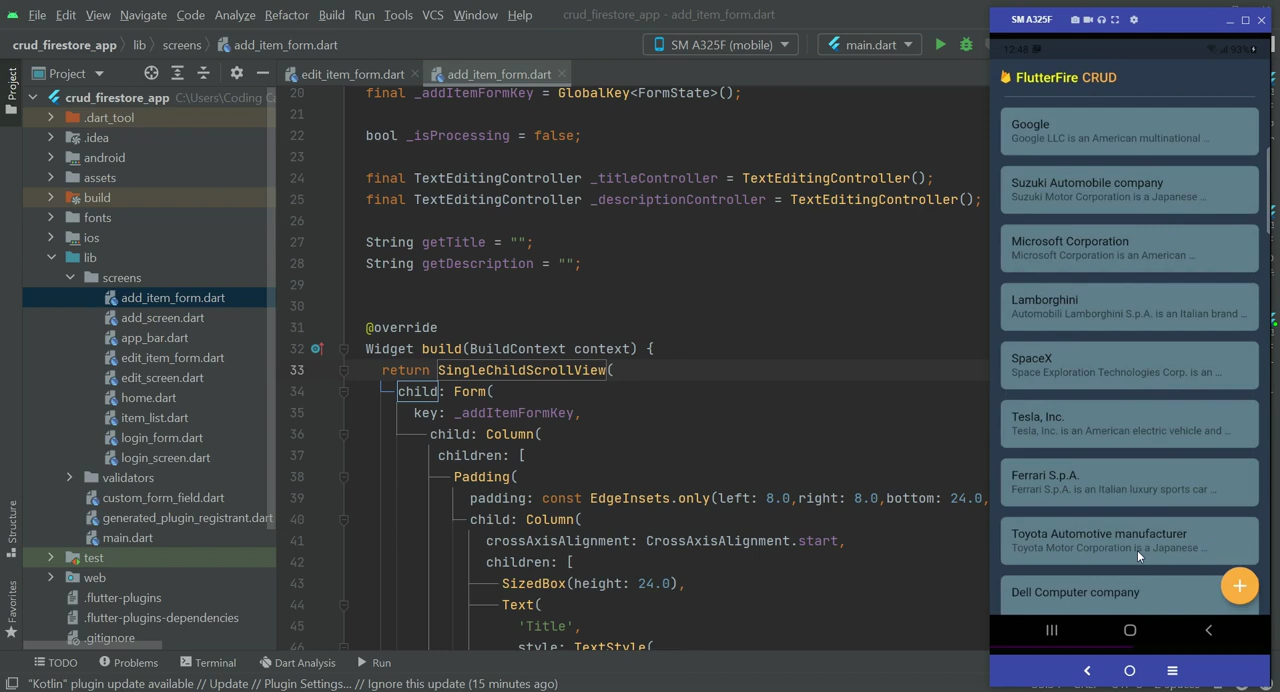 File Edit View Navigate Code Analyze Refactor Build Run Tools VCS Window Help crud_firestore_app - add_item_form.dart
crud_firestore_app lib screens add_item_form.dart SM A325F (mobile) main.dart
Project
Project
edit_item_form.dart add_item_form.dart
crud_firestore_app C:\Users\Coding Ca
.dart_tool
.idea
android
assets
build
fonts
ios
lib
screens
add_item_form.dart
add_screen.dart
app_bar.dart
edit_item_form.dart
edit_screen.dart
home.dart
item_list.dart
login_form.dart
login_screen.dart
validators
custom_form_field.dart
generated_plugin_registrant.dart
main.dart
test
web
.flutter-plugins
.flutter-plugins-dependencies
.gitignore
Structure
Favorites
20 final _addItemFormKey = GlobalKey<FormState>();
21
22 bool _isProcessing = false;
23
24 final TextEditingController _titleController = TextEditingController();
25 final TextEditingController _descriptionController = TextEditingController();
26
27 String getTitle = "";
28 String getDescription = "";
29
30
31 @override
32 Widget build(BuildContext context) {
33 return SingleChildScrollView(
34 child: Form(
35 key: _addItemFormKey,
36 child: Column(
37 children: [
38 Padding(
39 padding: const EdgeInsets.only(left: 8.0,right: 8.0,bottom: 24.0,
40 child: Column(
41 crossAxisAlignment: CrossAxisAlignment.start,
42 children: [
43 SizedBox(height: 24.0),
44 Text(
45 'Title',
46 style: TextStyle(
TODO Problems Terminal Dart Analysis Run
"Kotlin" plugin update available // Update // Plugin Settings... // Ignore this update (15 minutes ago)
SM A325F
12:48 93%
FlutterFire CRUD
Google
Google LLC is an American multinational ...
Suzuki Automobile company
Suzuki Motor Corporation is a Japanese ...
Microsoft Corporation
Microsoft Corporation is an American ...
Lamborghini
Automobili Lamborghini S.p.A. is an Italian brand ...
SpaceX
Space Exploration Technologies Corp. is an ...
Tesla, Inc.
Tesla, Inc. is an American electric vehicle and ...
Ferrari S.p.A.
Ferrari S.p.A. is an Italian luxury sports car ...
Toyota Automotive manufacturer
Toyota Motor Corporation is a Japanese ...
Dell Computer company